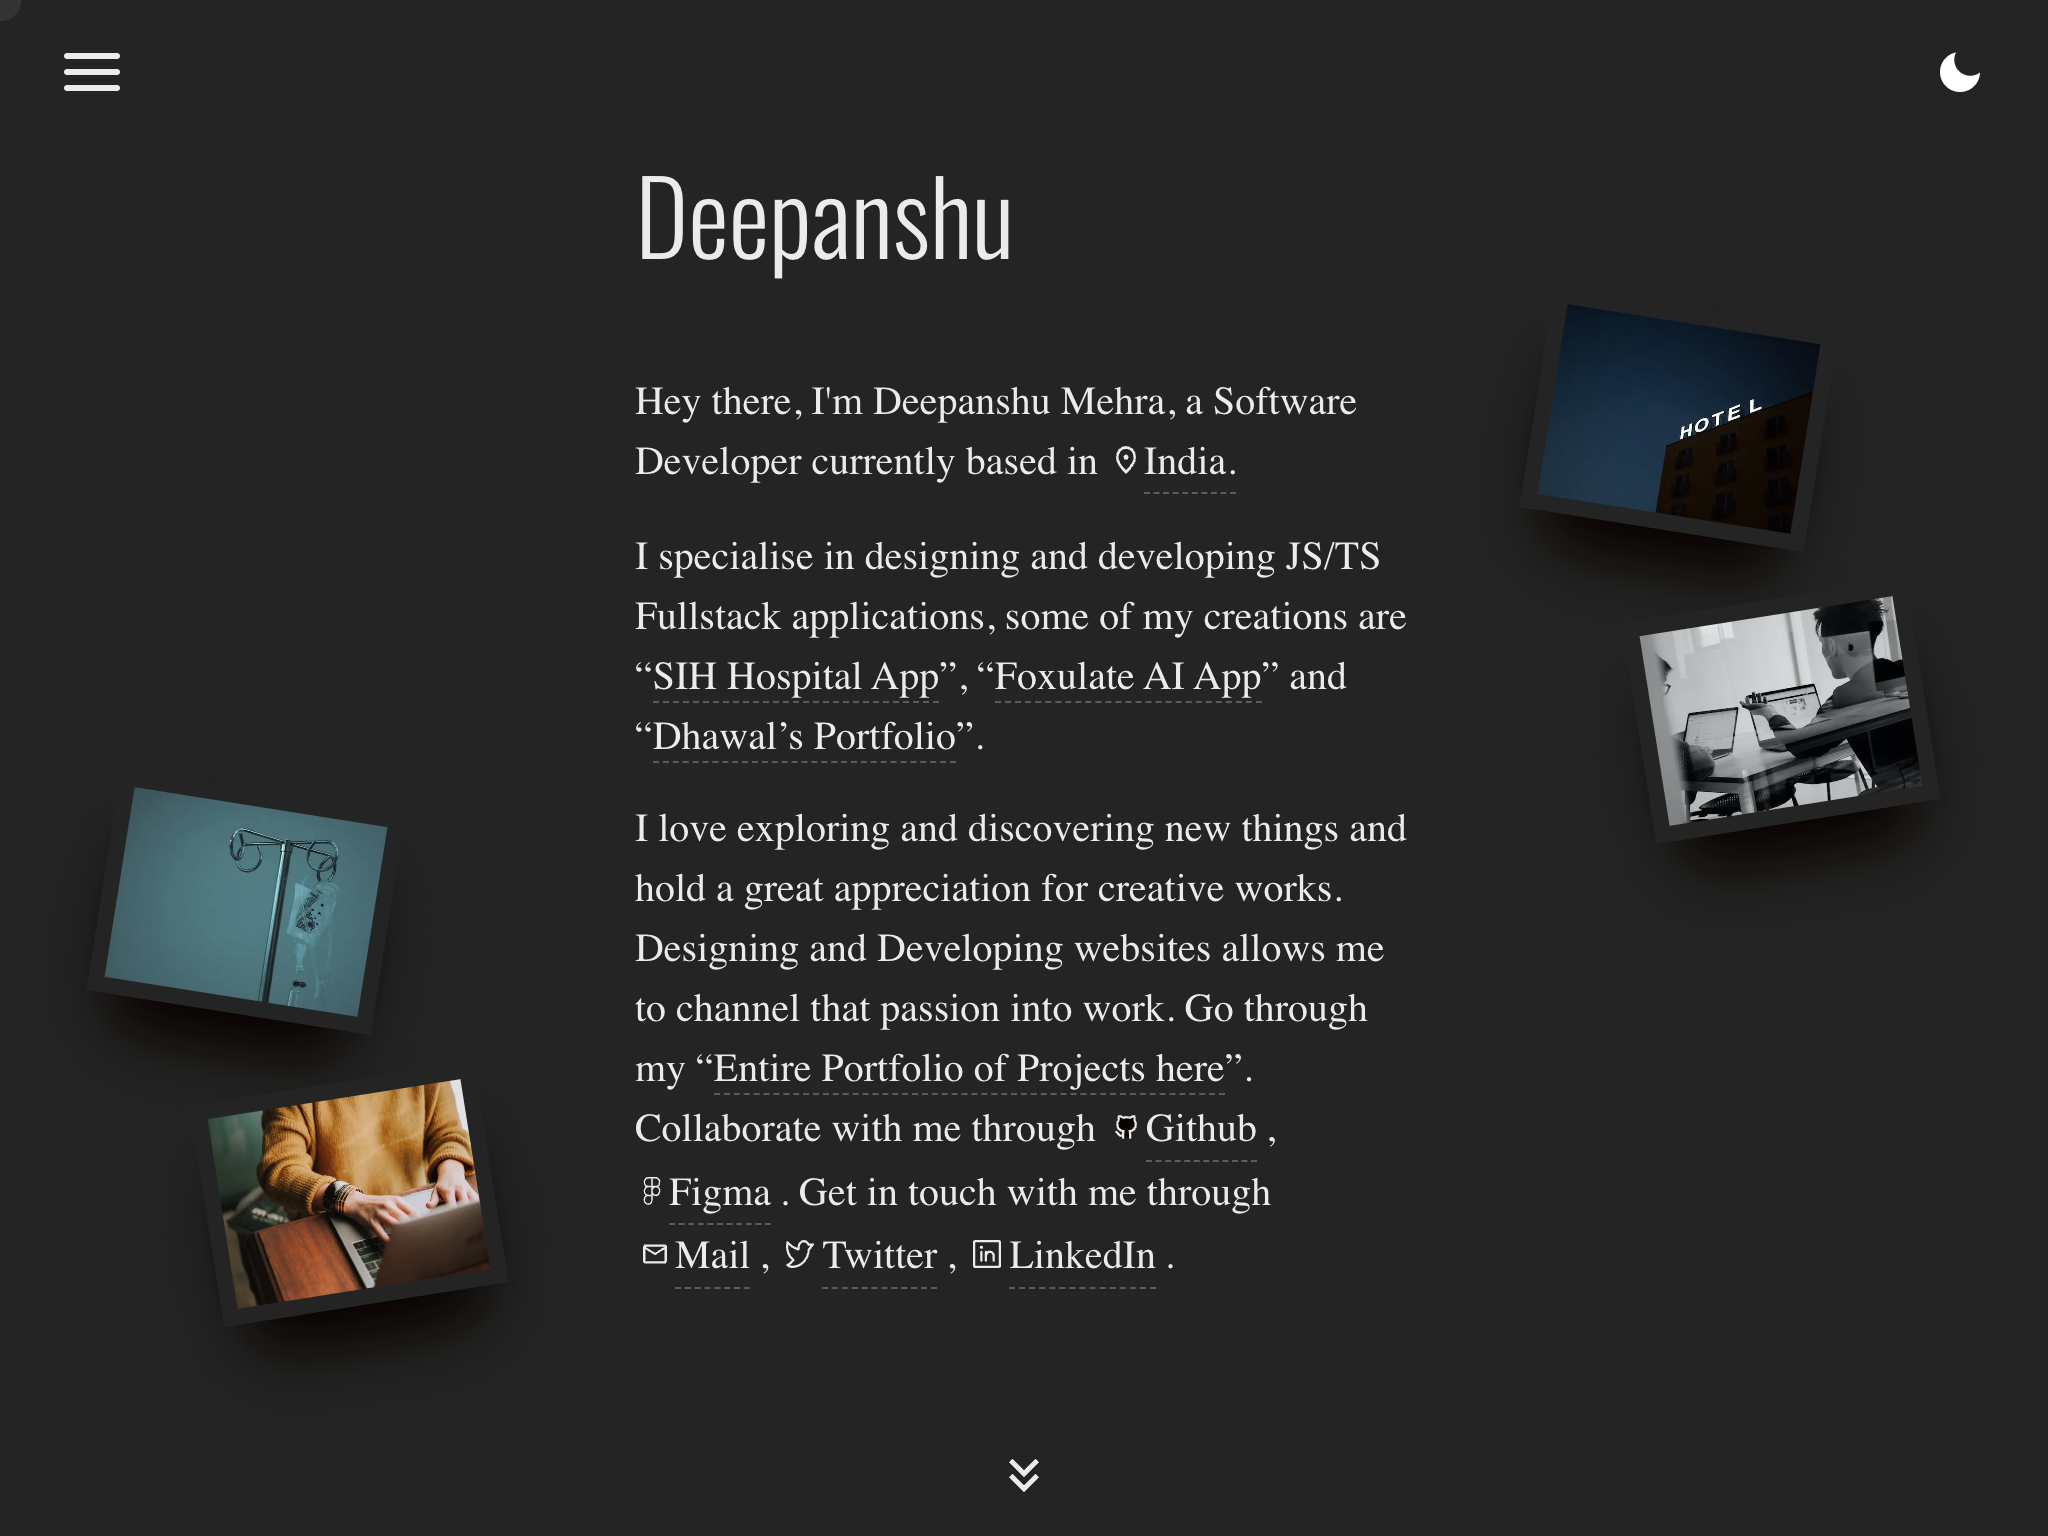 Deepanshu
Hey there, I'm Deepanshu Mehra, a Software
Developer currently based in India.
HOTEL
I specialise in designing and developing JS/TS
Fullstack applications, some of my creations are
“SIH Hospital App”, “Foxulate AI App” and
“Dhawal’s Portfolio”.
I love exploring and discovering new things and
hold a great appreciation for creative works.
Designing and Developing websites allows me
to channel that passion into work. Go through
my “Entire Portfolio of Projects here”.
Collaborate with me through Github ,
Figma . Get in touch with me through
Mail , Twitter , LinkedIn .